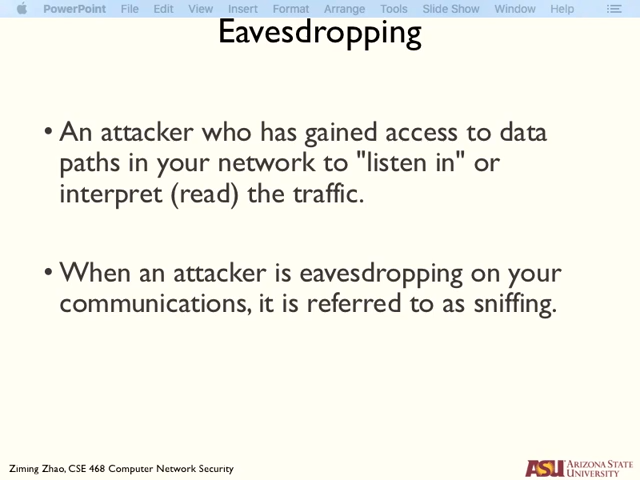 PowerPoint File Edit View Insert Format Arrange Tools Slide Show Window Help
Eavesdropping
• An attacker who has gained access to data
paths in your network to "listen in" or
interpret (read) the traffic.
• When an attacker is eavesdropping on your
communications, it is referred to as sniffing.
Ziming Zhao, CSE 468 Computer Network Security
ASU ARIZONA STATE
UNIVERSITY